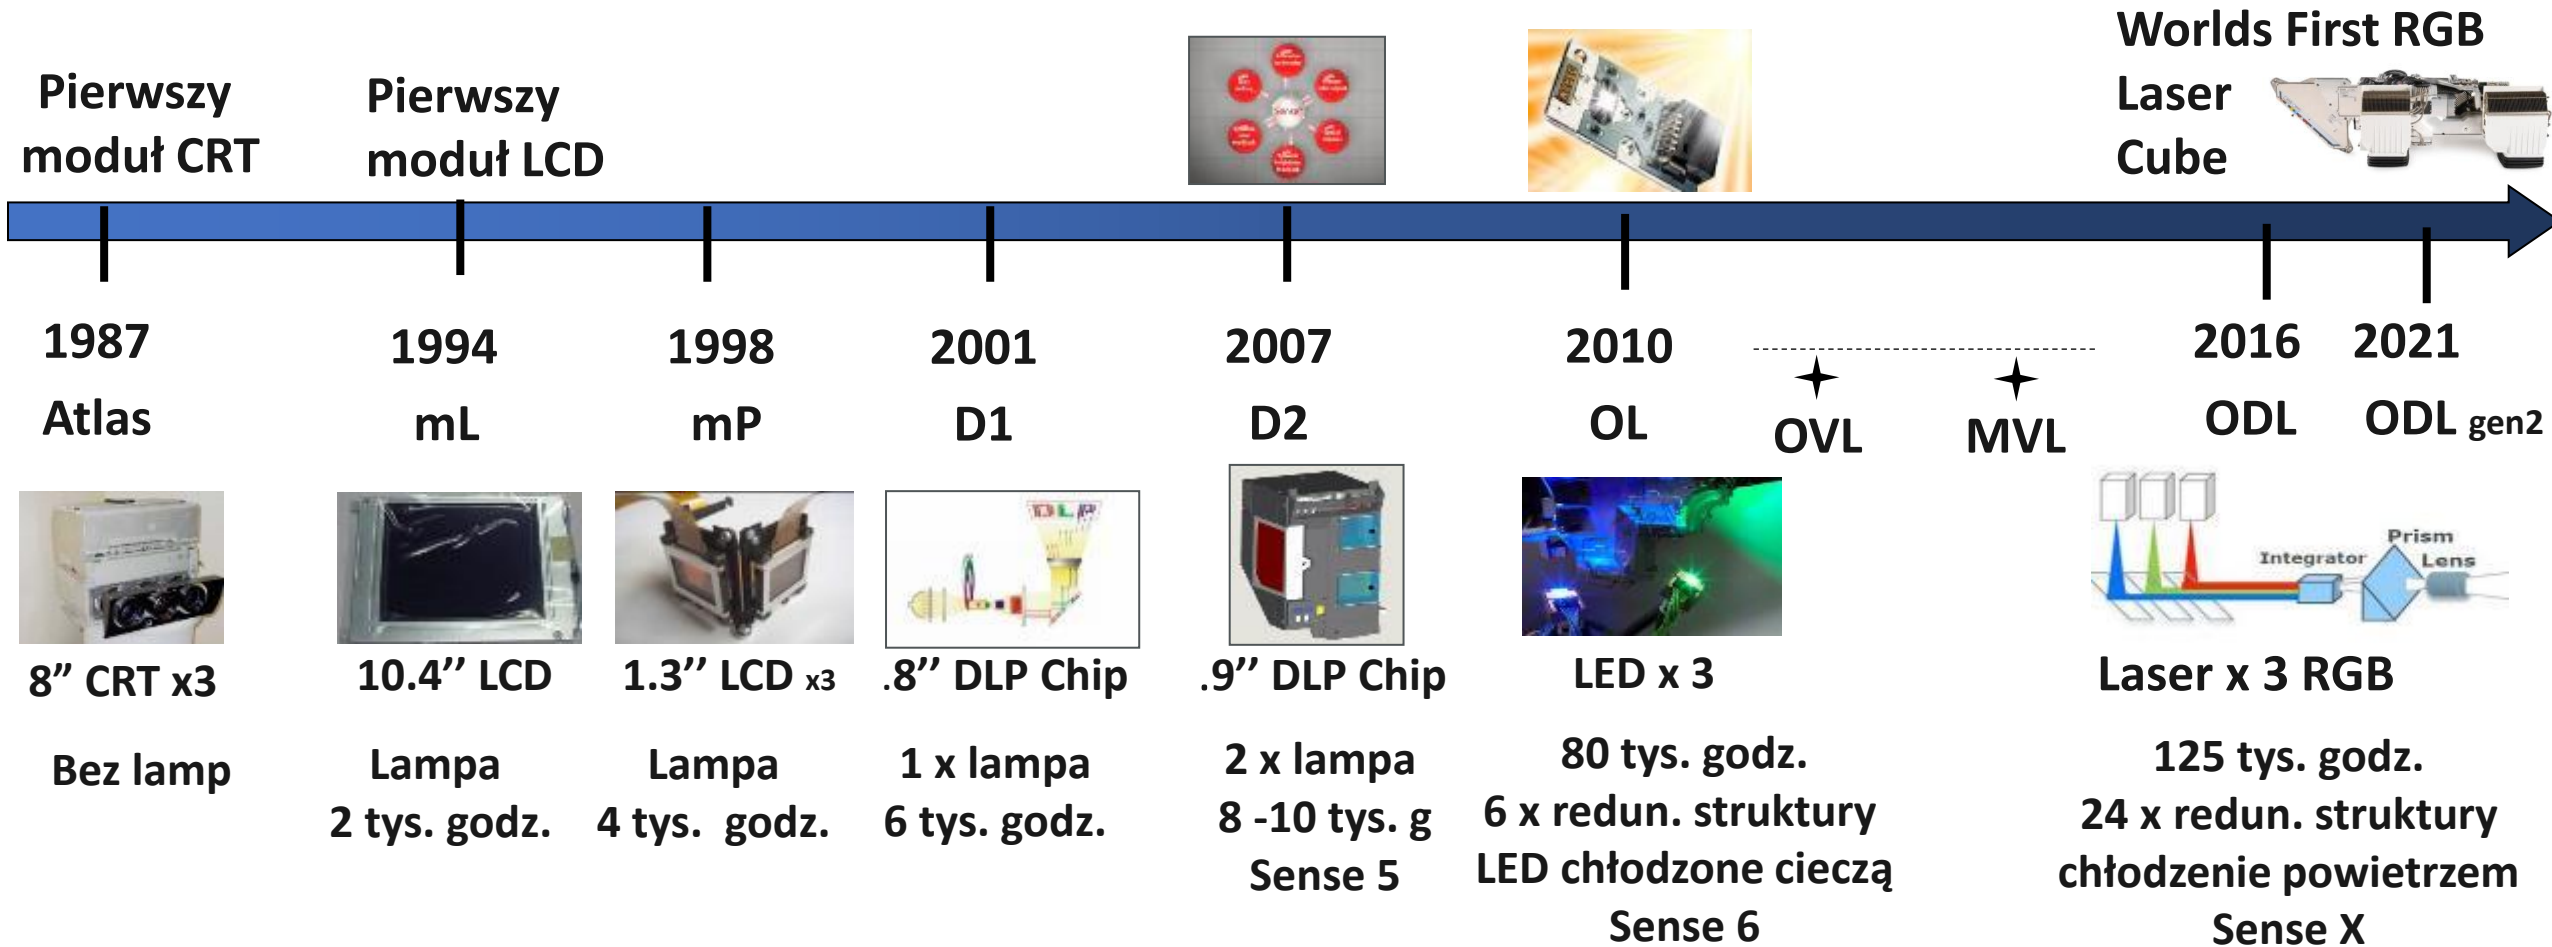 Pierwszy
moduł CRT
Pierwszy
moduł LCD
Worlds First RGB
Laser
Cube
1987
Atlas
8” CRT x3
Bez lamp
1994
mL
10.4’’ LCD
Lampa
2 tys. godz.
1998
mP
1.3’’ LCD x3
Lampa
4 tys. godz.
2001
D1
DLP
.8’’ DLP Chip
1 x lampa
6 tys. godz.
2007
D2
.9’’ DLP Chip
2 x lampa
8 -10 tys. g
Sense 5
2010
OL
LED x 3
80 tys. godz.
6 x redun. struktury
LED chłodzone cieczą
Sense 6
OVL
MVL
2016
ODL
2021
ODL gen2
Prism
Integrator
Lens
Laser x 3 RGB
125 tys. godz.
24 x redun. struktury
chłodzenie powietrzem
Sense X